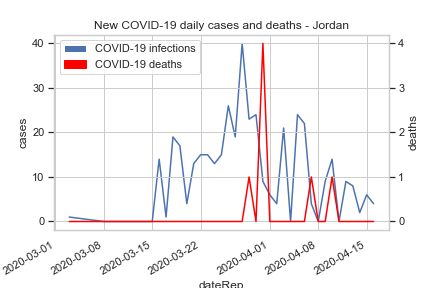 New COVID-19 daily cases and deaths - Jordan
COVID-19 infections
COVID-19 deaths
cases
40
30
20
10
0
deaths
4
3
2
1
0
2020-03-01
2020-03-08
2020-03-15
2020-03-22
2020-04-01
2020-04-08
2020-04-15
dateRep